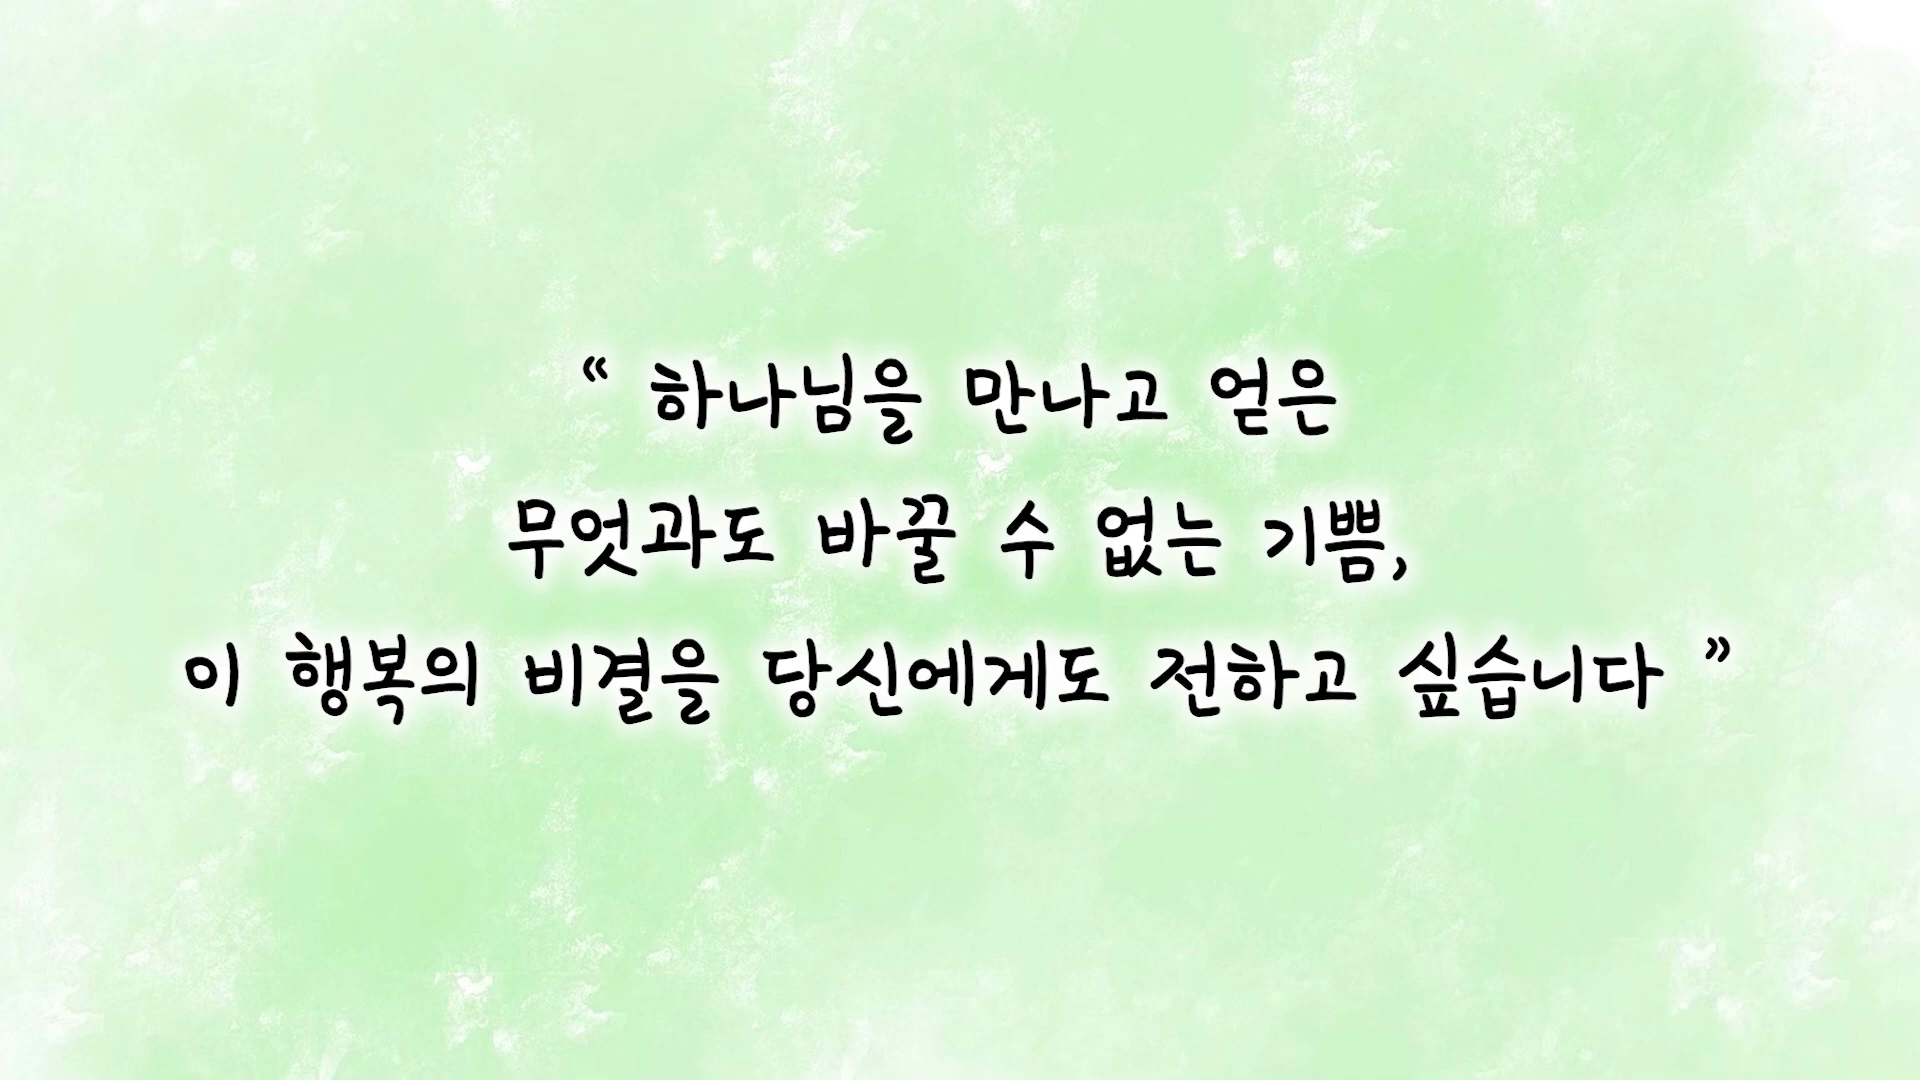 “ 하나님을 만나고 얻은
무엇과도 바꿀 수 없는 기쁨,
이 행복의 비결을 당신에게도 전하고 싶습니다 ”